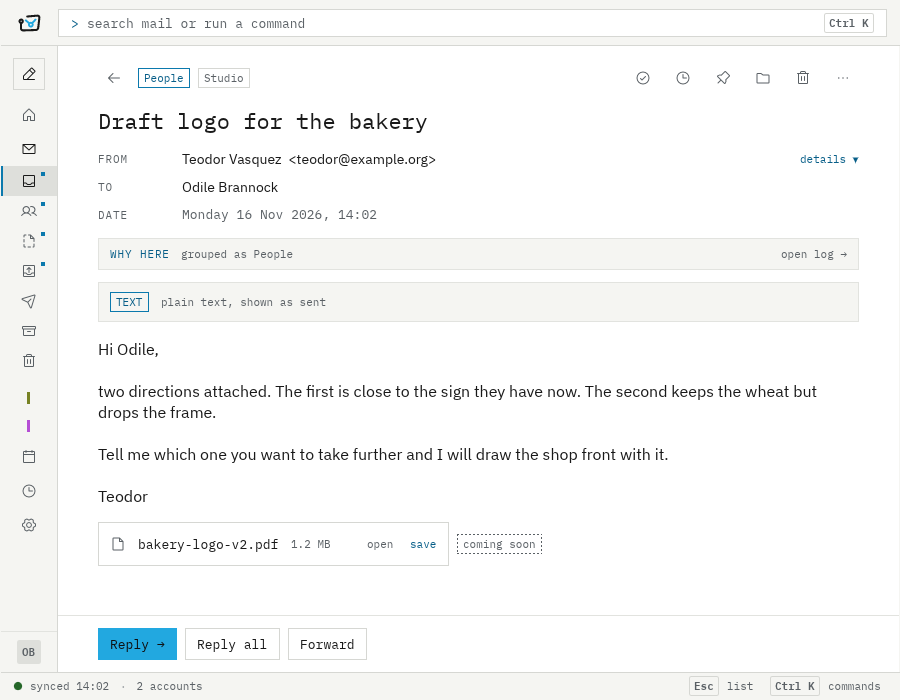 > search mail or run a command Ctrl K
People Studio
Draft logo for the bakery
FROM Teodor Vasquez <teodor@example.org> details ▾
TO Odile Brannock
DATE Monday 16 Nov 2026, 14:02
WHY HERE grouped as People open log →
TEXT plain text, shown as sent
Hi Odile,
two directions attached. The first is close to the sign they have now. The second keeps the wheat but
drops the frame.
Tell me which one you want to take further and I will draw the shop front with it.
Teodor
bakery-logo-v2.pdf 1.2 MB open save coming soon
Reply → Reply all Forward
OB
synced 14:02 · 2 accounts Esc list Ctrl K commands